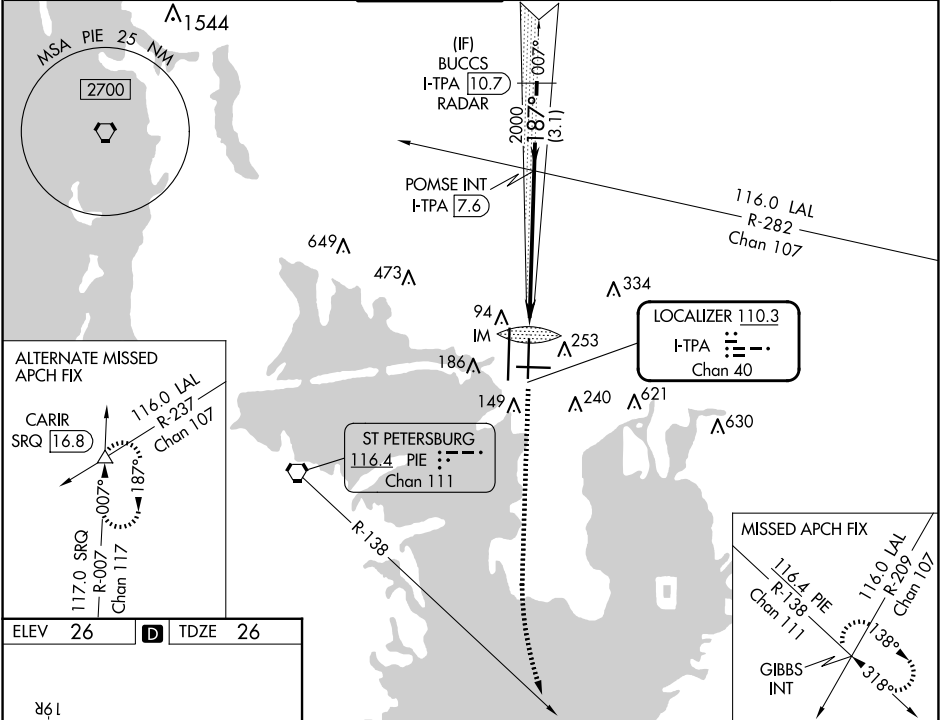 1544
MSA PIE 25 NM
2700
(IF)
BUCCS
I-TPA 10.7
RADAR
007°
2000
187°
(3.1)
POMSE INT
I-TPA 7.6
116.0 LAL
R-282
Chan 107
649
473
334
94
IM
253
186
149
240
621
630
LOCALIZER 110.3
I-TPA
Chan 40
ALTERNATE MISSED
APCH FIX
CARIR
SRQ 16.8
116.0 LAL
R-237
Chan 107
007°
187°
117.0 SRQ
R-007
Chan 117
ST PETERSBURG
116.4 PIE
Chan 111
R-138
MISSED APCH FIX
116.4 PIE
R-138
Chan 111
116.0 LAL
R-209
Chan 107
138°
318°
GIBBS
INT
ELEV 26 D TDZE 26
19R